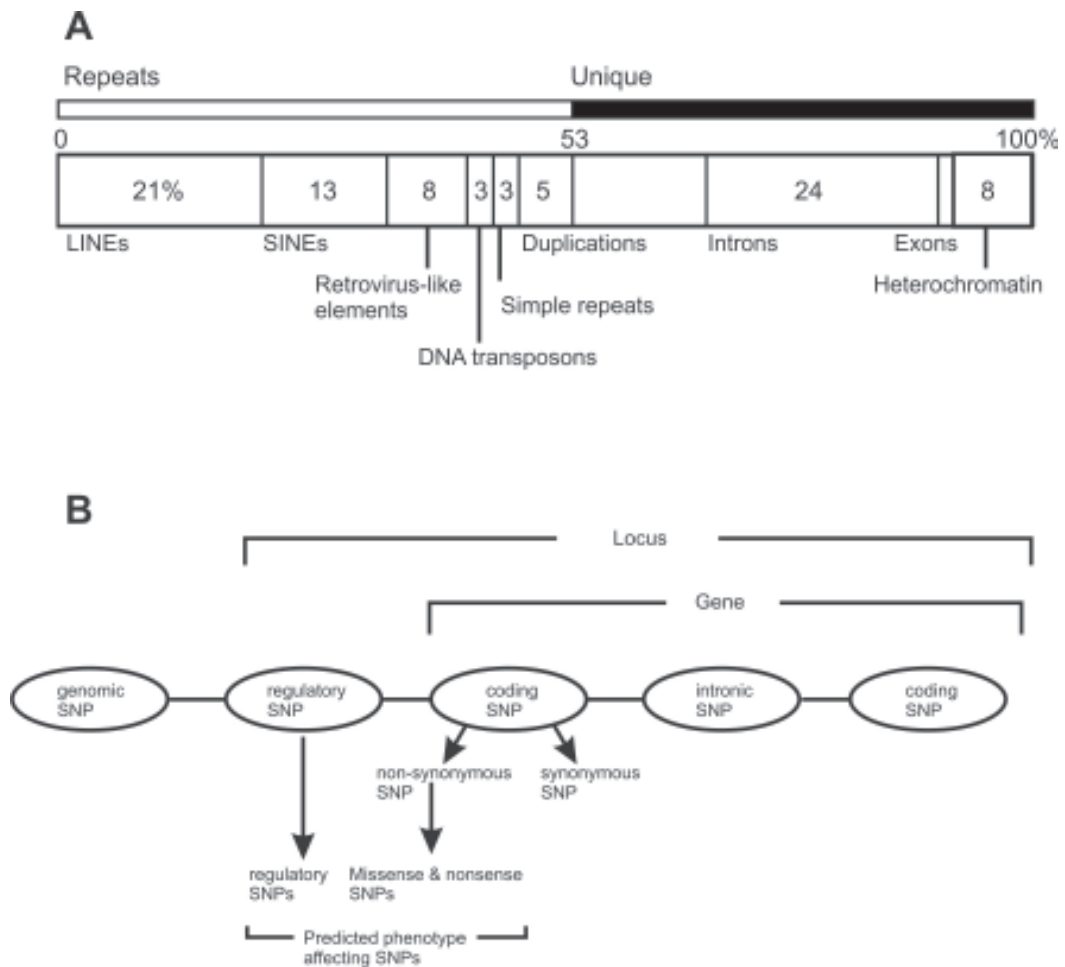 A
Repeats Unique
0 53 100%
21% 13 8 3 3 5 24 8
LINEs SINEs Duplications Introns Exons
Retrovirus-like
elements
Heterochromatin
Simple repeats
DNA transposons
B
Locus
Gene
genomic
SNP
regulatory
SNP
coding
SNP
intronic
SNP
coding
SNP
non-synonymous
SNP
synonymous
SNP
regulatory
SNPs
Missense & nonsense
SNPs
Predicted phenotype
affecting SNPs